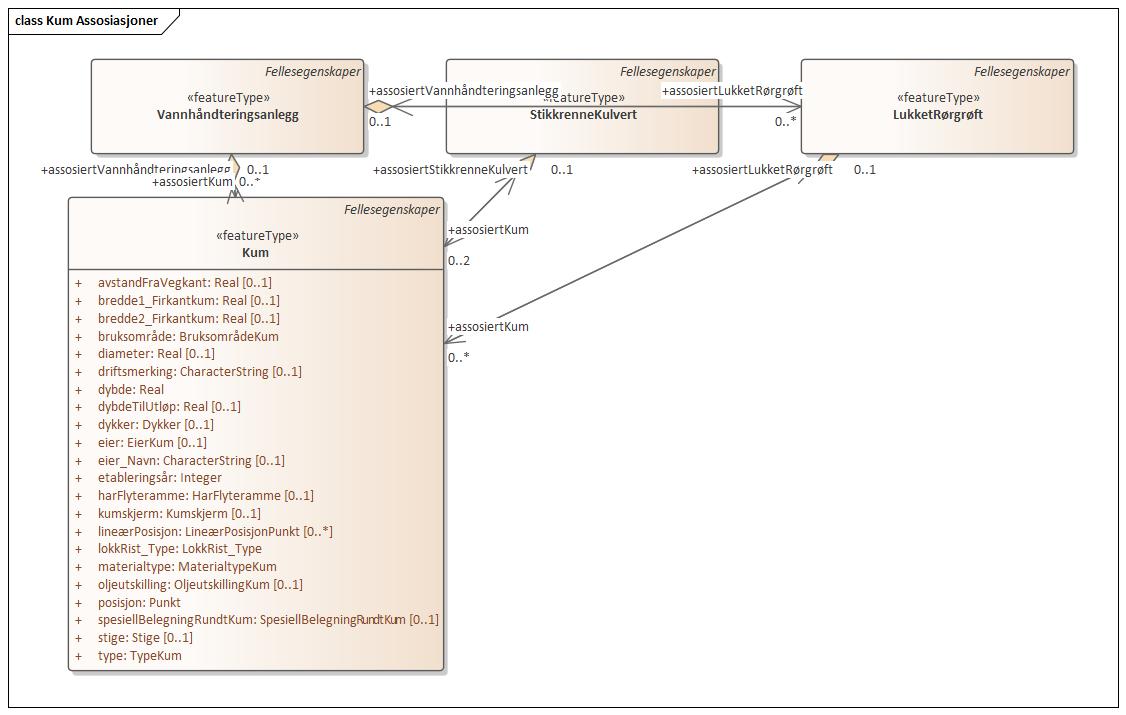 class Kum Assosiasjoner
Fellesegenskaper
«featureType»
Vannhåndteringsanlegg
Fellesegenskaper
«featureType»
StikkrenneKulvert
Fellesegenskaper
«featureType»
LukketRørgrøft
+assosiertVannhåndteringsanlegg
0..1
+assosiertLukketRørgrøft
0..*
+assosiertVannhåndteringsanlegg
0..1
+assosiertKum
0..*
+assosiertStikkrenneKulvert
0..1
+assosiertLukketRørgrøft
0..1
+assosiertKum
0..2
+assosiertKum
0..*
Fellesegenskaper
«featureType»
Kum
+ avstandFraVegkant: Real [0..1]
+ bredde1_Firkantkum: Real [0..1]
+ bredde2_Firkantkum: Real [0..1]
+ bruksområde: BruksområdeKum
+ diameter: Real [0..1]
+ driftsmerking: CharacterString [0..1]
+ dybde: Real
+ dybdeTilUtløp: Real [0..1]
+ dykker: Dykker [0..1]
+ eier: EierKum [0..1]
+ eier_Navn: CharacterString [0..1]
+ etableringsår: Integer
+ harFlyteramme: HarFlyteramme [0..1]
+ kumskjerm: Kumskjerm [0..1]
+ lineærPosisjon: LineærPosisjonPunkt [0..*]
+ lokkRist_Type: LokkRist_Type
+ materialtype: MaterialtypeKum
+ oljeutskilling: OljeutskillingKum [0..1]
+ posisjon: Punkt
+ spesiellBelegningRundtKum: SpesiellBelegningRundtKum [0..1]
+ stige: Stige [0..1]
+ type: TypeKum